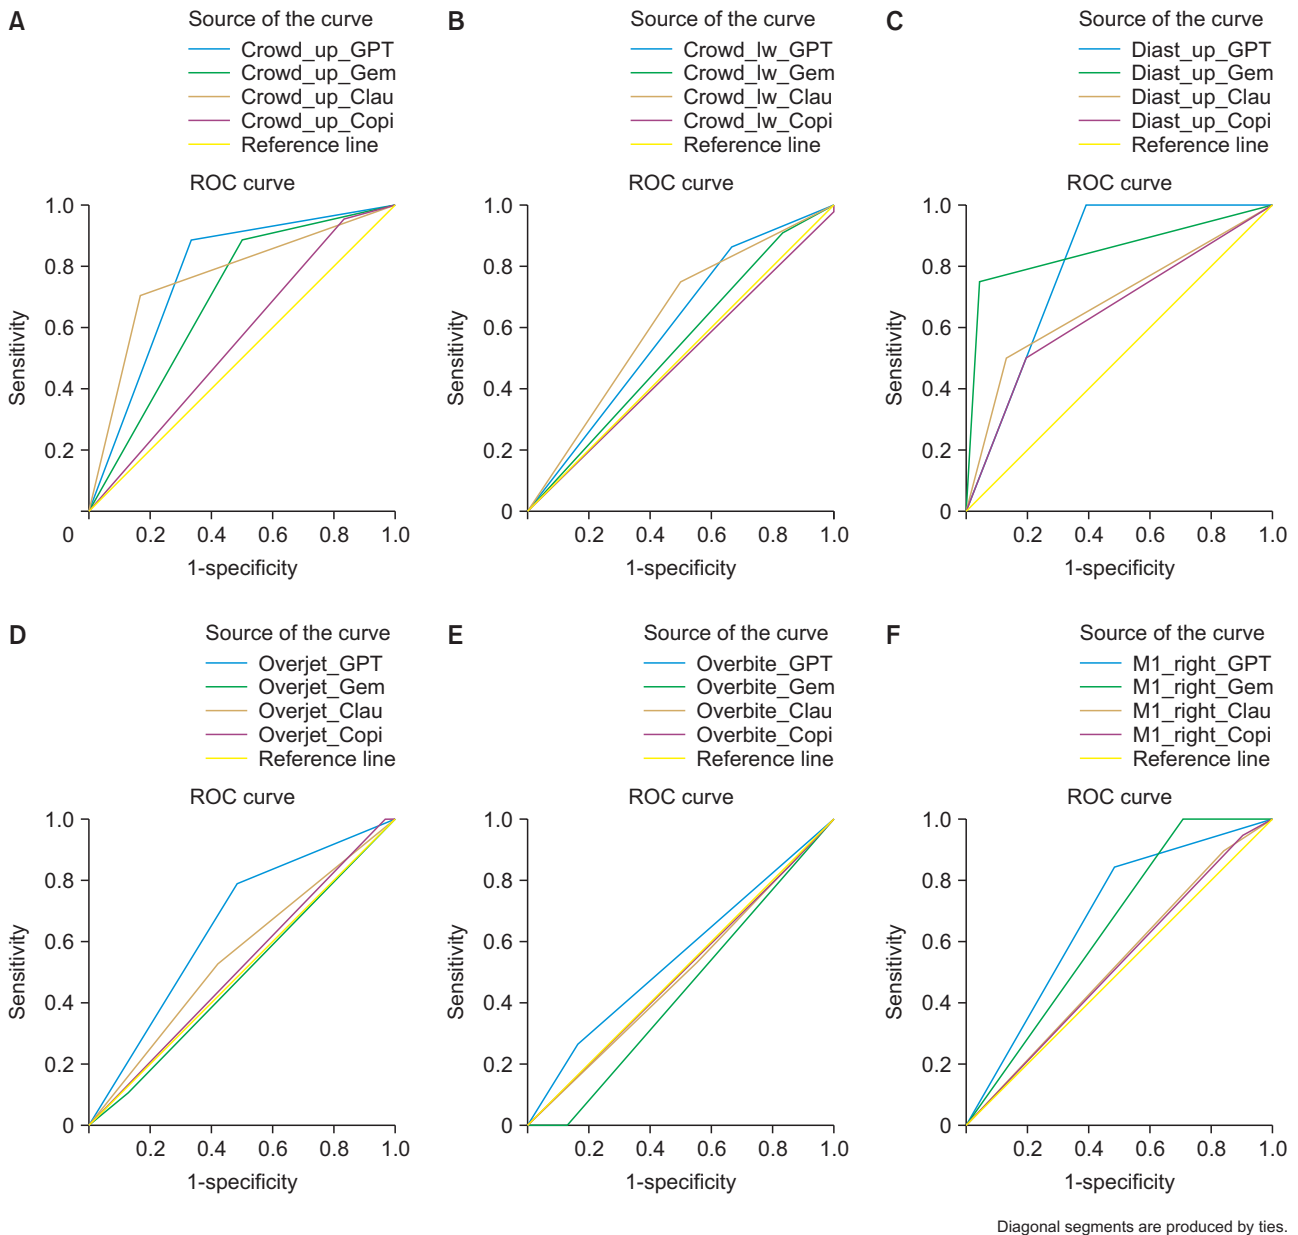 A
Source of the curve
Crowd_up_GPT
Crowd_up_Gem
Crowd_up_Clau
Crowd_up_Copi
Reference line
ROC curve
1.0
0.8
0.6
0.4
0.2
0
0.2 0.4 0.6 0.8 1.0
Sensitivity
1-specificity
B
Source of the curve
Crowd_lw_GPT
Crowd_lw_Gem
Crowd_lw_Clau
Crowd_lw_Copi
Reference line
ROC curve
1.0
0.8
0.6
0.4
0.2
0
0.2 0.4 0.6 0.8 1.0
Sensitivity
1-specificity
C
Source of the curve
Diast_up_GPT
Diast_up_Gem
Diast_up_Clau
Diast_up_Copi
Reference line
ROC curve
1.0
0.8
0.6
0.4
0.2
0
0.2 0.4 0.6 0.8 1.0
Sensitivity
1-specificity
D
Source of the curve
Overjet_GPT
Overjet_Gem
Overjet_Clau
Overjet_Copi
Reference line
ROC curve
1.0
0.8
0.6
0.4
0.2
0
0.2 0.4 0.6 0.8 1.0
Sensitivity
1-specificity
E
Source of the curve
Overbite_GPT
Overbite_Gem
Overbite_Clau
Overbite_Copi
Reference line
ROC curve
1.0
0.8
0.6
0.4
0.2
0
0.2 0.4 0.6 0.8 1.0
Sensitivity
1-specificity
F
Source of the curve
M1_right_GPT
M1_right_Gem
M1_right_Clau
M1_right_Copi
Reference line
ROC curve
1.0
0.8
0.6
0.4
0.2
0
0.2 0.4 0.6 0.8 1.0
Sensitivity
1-specificity
Diagonal segments are produced by ties.